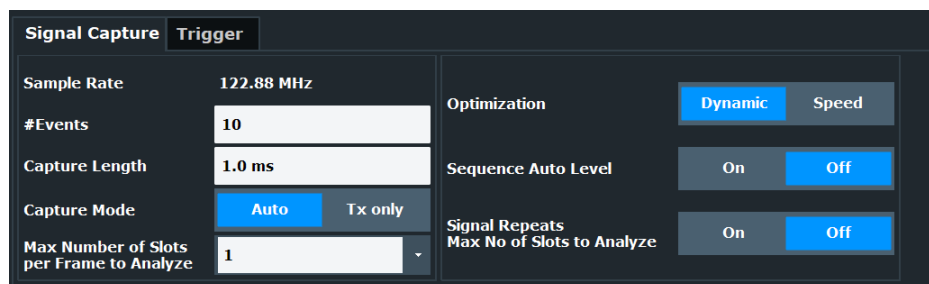 Signal Capture Trigger
Sample Rate 122.88 MHz
#Events 10
Capture Length 1.0 ms
Capture Mode Auto Tx only
Max Number of Slots
per Frame to Analyze 1
Optimization Dynamic Speed
Sequence Auto Level On Off
Signal Repeats
Max No of Slots to Analyze On Off